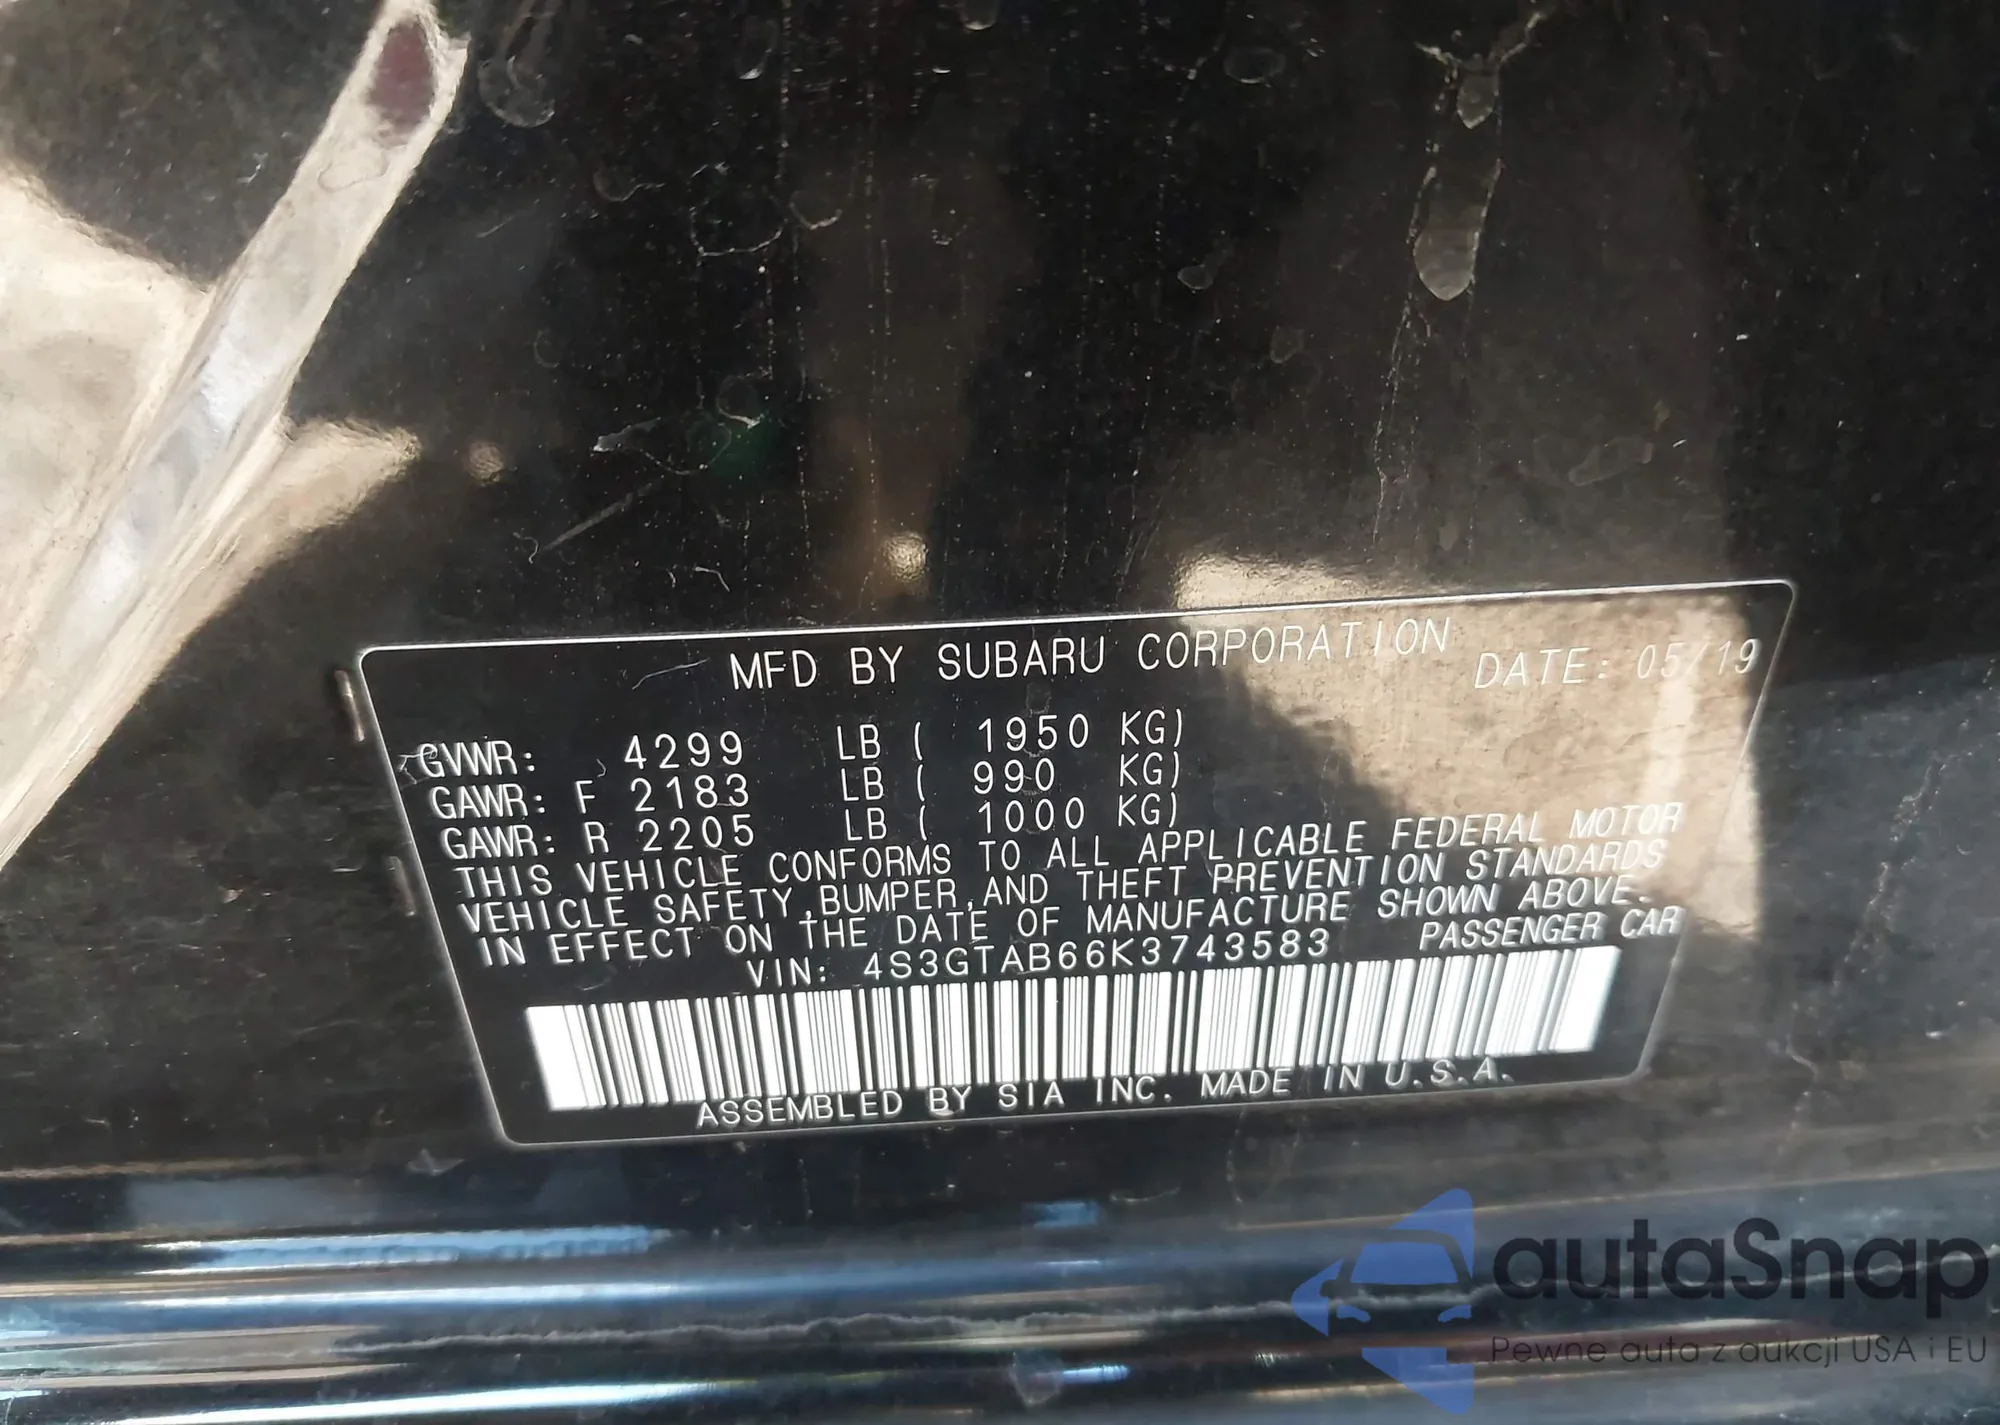 MFD BY SUBARU CORPORATION DATE: 05/19
GVWR: 4299 LB ( 1950 KG)
GAWR: F 2183 LB ( 990 KG)
GAWR: R 2205 LB ( 1000 KG)
THIS VEHICLE CONFORMS TO ALL APPLICABLE FEDERAL MOTOR
VEHICLE SAFETY,BUMPER,AND THEFT PREVENTION STANDARDS
IN EFFECT ON THE DATE OF MANUFACTURE SHOWN ABOVE.
VIN: 4S3GTAB66K3743583 PASSENGER CAR
ASSEMBLED BY SIA INC. MADE IN U.S.A.
autaSnap
Pewne auta z aukcji USA i EU